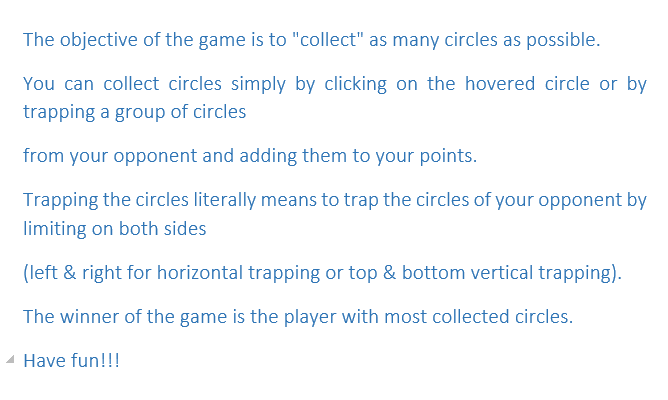 The objective of the game is to "collect" as many circles as possible.
You can collect circles simply by clicking on the hovered circle or by
trapping a group of circles
from your opponent and adding them to your points.
Trapping the circles literally means to trap the circles of your opponent by
limiting on both sides
(left & right for horizontal trapping or top & bottom vertical trapping).
The winner of the game is the player with most collected circles.
Have fun!!!